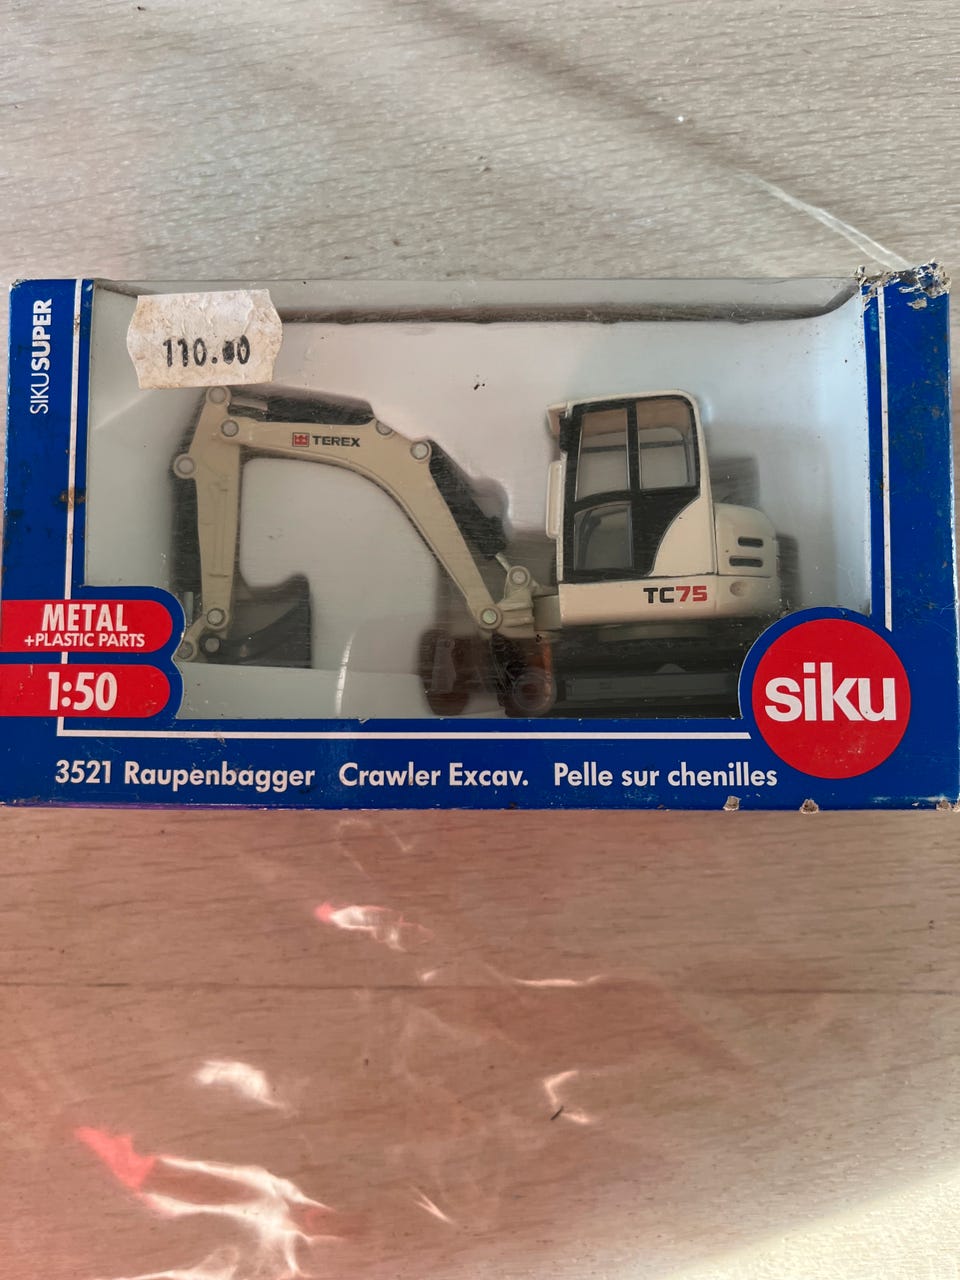 SIKUSUPER
110.00
TEREX
TC75
METAL
+PLASTIC PARTS
1:50
siku
3521 Raupenbagger Crawler Excav. Pelle sur chenilles